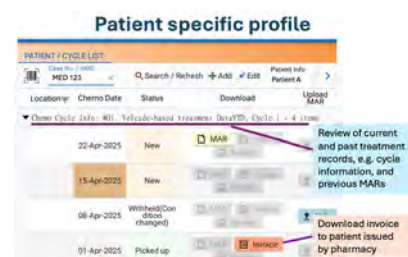 Patient specific profile
PATIENT / CYCLE LIST
Case No. / HKID
MED 123 ×
Search / Refresh Add Edit
Patient Info
Patient A
Location Chemo Date Status Download Upload MAR
Chemo Cycle Info: #01. Velcade-based treatment DaraVTD, Cycle 1 - 4 items
22-Apr-2025 New MAR
15-Apr-2025 New
08-Apr-2025 Withheld(Condition changed)
01-Apr-2025 Picked up Invoice
Review of current
and past treatment
records, e.g. cycle
information, and
previous MARs
Download invoice
to patient issued
by pharmacy